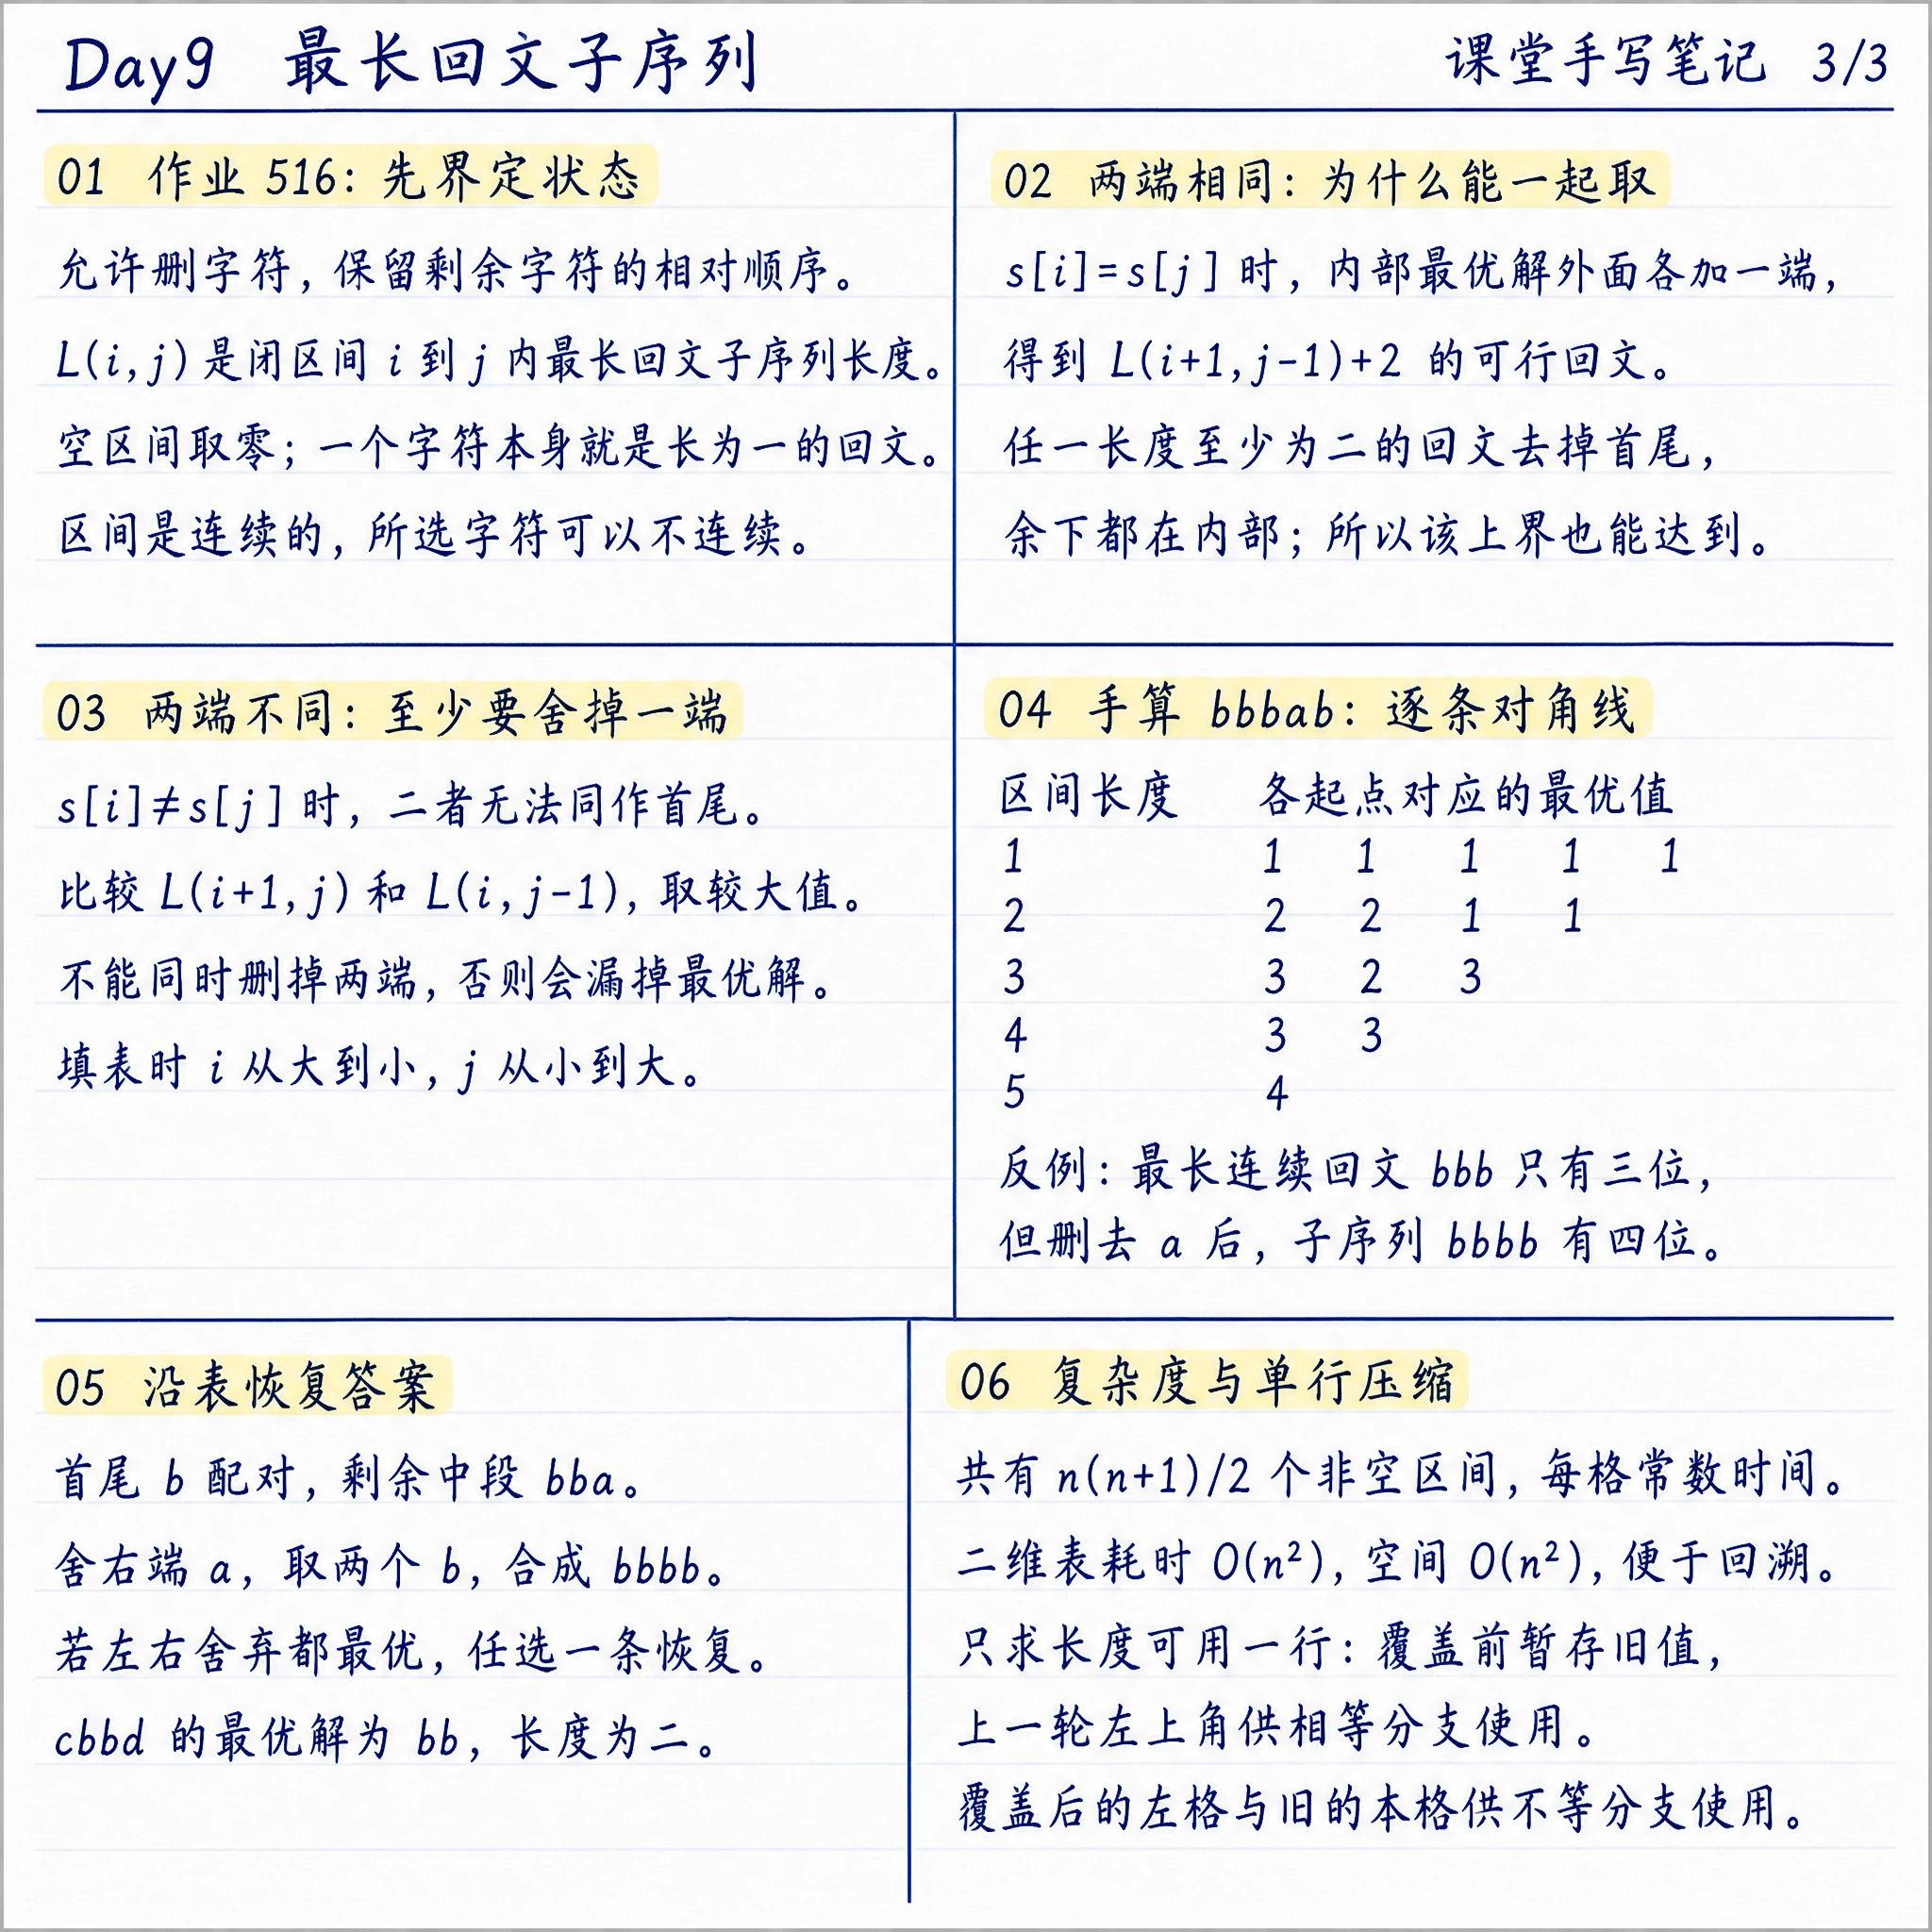 Day9 最长回文子序列
课堂手写笔记 3/3
01 作业 516：先界定状态
允许删字符，保留剩余字符的相对顺序。
L(i,j) 是闭区间 i 到 j 内最长回文子序列长度。
空区间取零；一个字符本身就是长为一的回文。
区间是连续的，所选字符可以不连续。
02 两端相同：为什么能一起取
s[i]=s[j] 时，内部最优解外面各加一端，
得到 L(i+1,j-1)+2 的可行回文。
任一长度至少为二的回文去掉首尾，
余下都在内部；所以该上界也能达到。
03 两端不同：至少要舍掉一端
s[i]≠s[j] 时，二者无法同作首尾。
比较 L(i+1,j) 和 L(i,j-1)，取较大值。
不能同时删掉两端，否则会漏掉最优解。
填表时 i 从大到小，j 从小到大。
04 手算 bbbab：逐条对角线
区间长度 各起点对应的最优值
1 1 1 1 1 1
2 2 2 1 1
3 3 2 3
4 3 3
5 4
反例：最长连续回文 bbb 只有三位，
但删去 a 后，子序列 bbbb 有四位。
05 沿表恢复答案
首尾 b 配对，剩余中段 bba。
舍右端 a，取两个 b，合成 bbbb。
若左右舍弃都最优，任选一条恢复。
cbbd 的最优解为 bb，长度为二。
06 复杂度与单行压缩
共有 n(n+1)/2 个非空区间，每格常数时间。
二维表耗时 O(n²)，空间 O(n²)，便于回溯。
只求长度可用一行：覆盖前暂存旧值，
上一轮左上角供相等分支使用。
覆盖后的左格与旧的本格供不等分支使用。